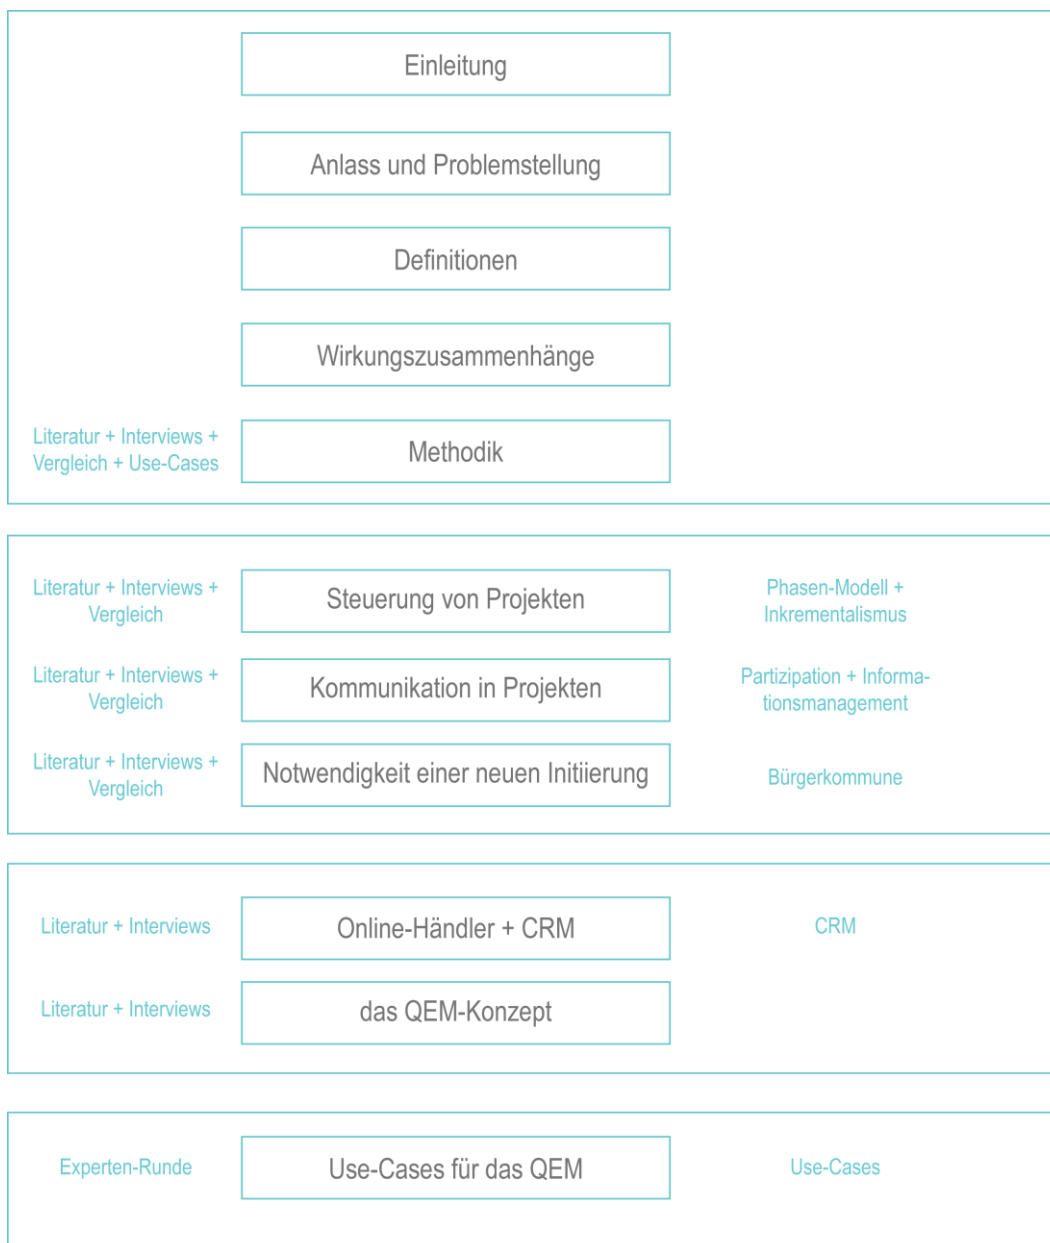 Einleitung
Anlass und Problemstellung
Definitionen
Wirkungszusammenhänge
Literatur + Interviews +
Vergleich + Use-Cases
Methodik
Literatur + Interviews +
Vergleich
Steuerung von Projekten
Phasen-Modell +
Inkrementalismus
Literatur + Interviews +
Vergleich
Kommunikation in Projekten
Partizipation + Informa-
tionsmanagement
Literatur + Interviews +
Vergleich
Notwendigkeit einer neuen Initiierung
Bürgerkommune
Literatur + Interviews
Online-Händler + CRM
CRM
Literatur + Interviews
das QEM-Konzept
Experten-Runde
Use-Cases für das QEM
Use-Cases